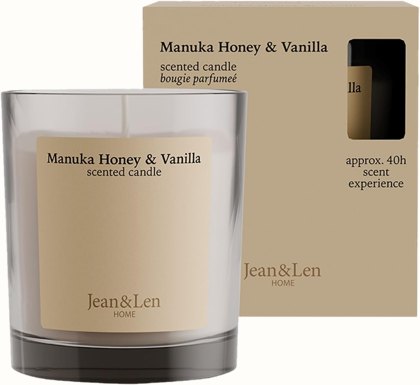 Manuka Honey & Vanilla
scented candle
bougie parfumeé
lla
approx. 40h
scent
experience
Jean&Len
HOME
Manuka Honey & Vanilla
scented candle
Jean&Len
HOME